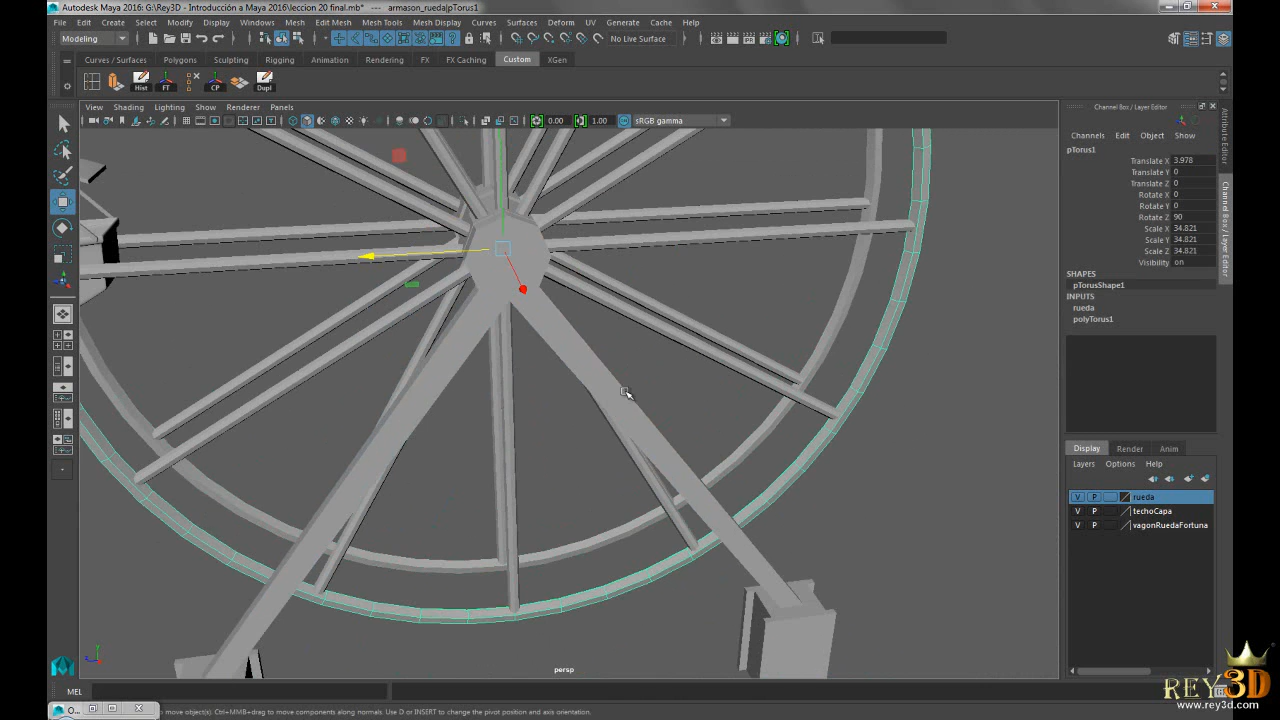 Autodesk Maya 2016: G:\Rey3D\Introducción a Maya 2016\leccion 20 final.mb* --- armason_rueda|pTorus1
File Edit Create Select Modify Display Windows Mesh Edit Mesh Mesh Tools Mesh Display Curves Surfaces Deform UV Generate Cache Help
Modeling No Live Surface
Curves / Surfaces Polygons Sculpting Rigging Animation Rendering FX FX Caching Custom XGen
Hist FT CP Dupl
View Shading Lighting Show Renderer Panels
0.00 1.00 sRGB gamma
Channel Box / Layer Editor
Channels Edit Object Show
pTorus1
Translate X 3.978
Translate Y 0
Translate Z 0
Rotate X 0
Rotate Y 0
Rotate Z 90
Scale X 34.821
Scale Y 34.821
Scale Z 34.821
Visibility on
SHAPES
pTorusShape1
INPUTS
rueda
polyTorus1
Attribute Editor
Channel Box / Layer Editor
Display Render Anim
Layers Options Help
V P rueda
V P techoCapa
V P vagonRuedaFortuna
persp
MEL
REY3D
www.rey3d.com
to move object(s). Ctrl+MMB+drag to move components along normals. Use D or INSERT to change the pivot position and axis orientation.